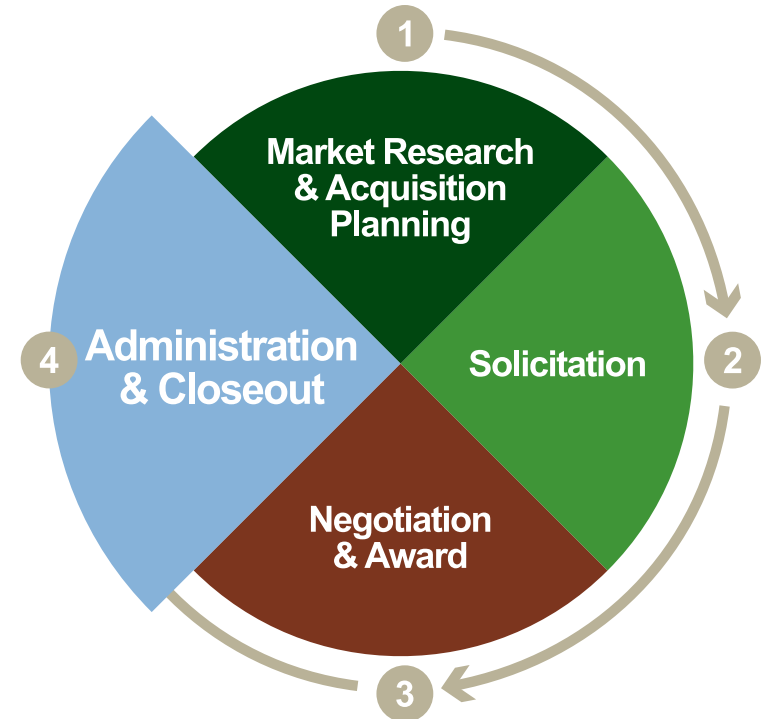 1
Market Research
& Acquisition
Planning
2
Solicitation
3
Negotiation
& Award
4
Administration
& Closeout